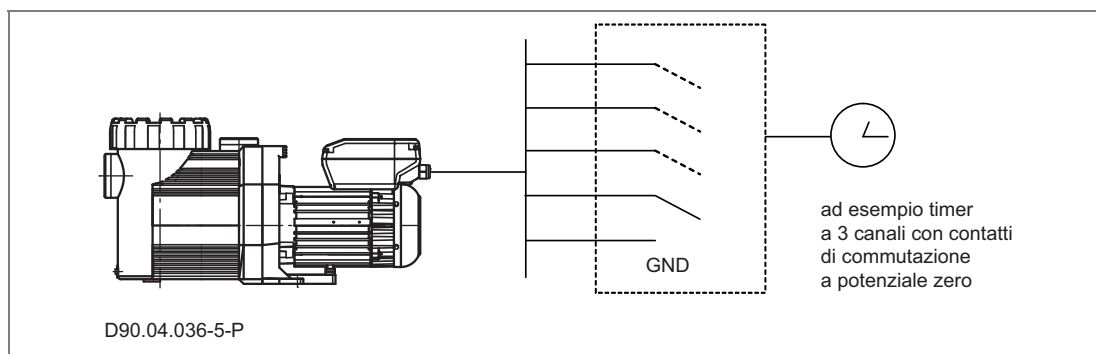 GND
ad esempio timer
a 3 canali con contatti
di commutazione
a potenziale zero
D90.04.036-5-P